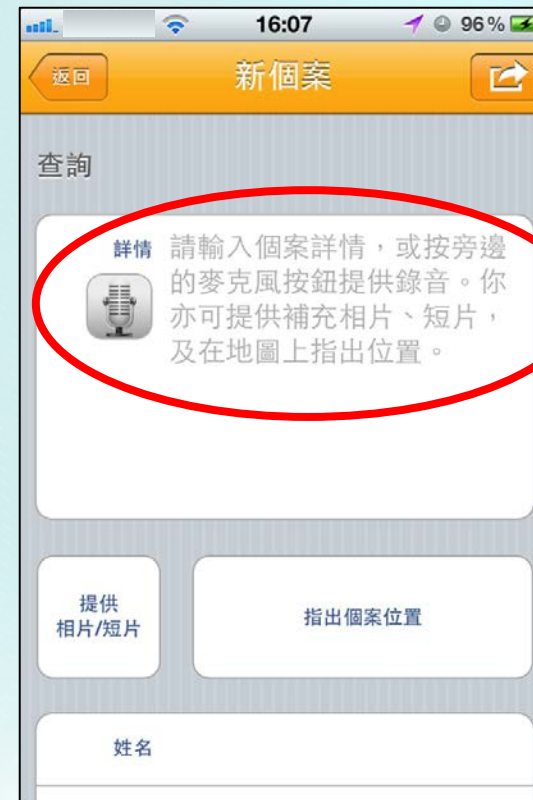 16:07 96%
返回 新個案
查詢
詳情 請輸入個案詳情，或按旁邊
的麥克風按鈕提供錄音。你
亦可提供補充相片、短片，
及在地圖上指出位置。
提供
相片/短片
指出個案位置
姓名